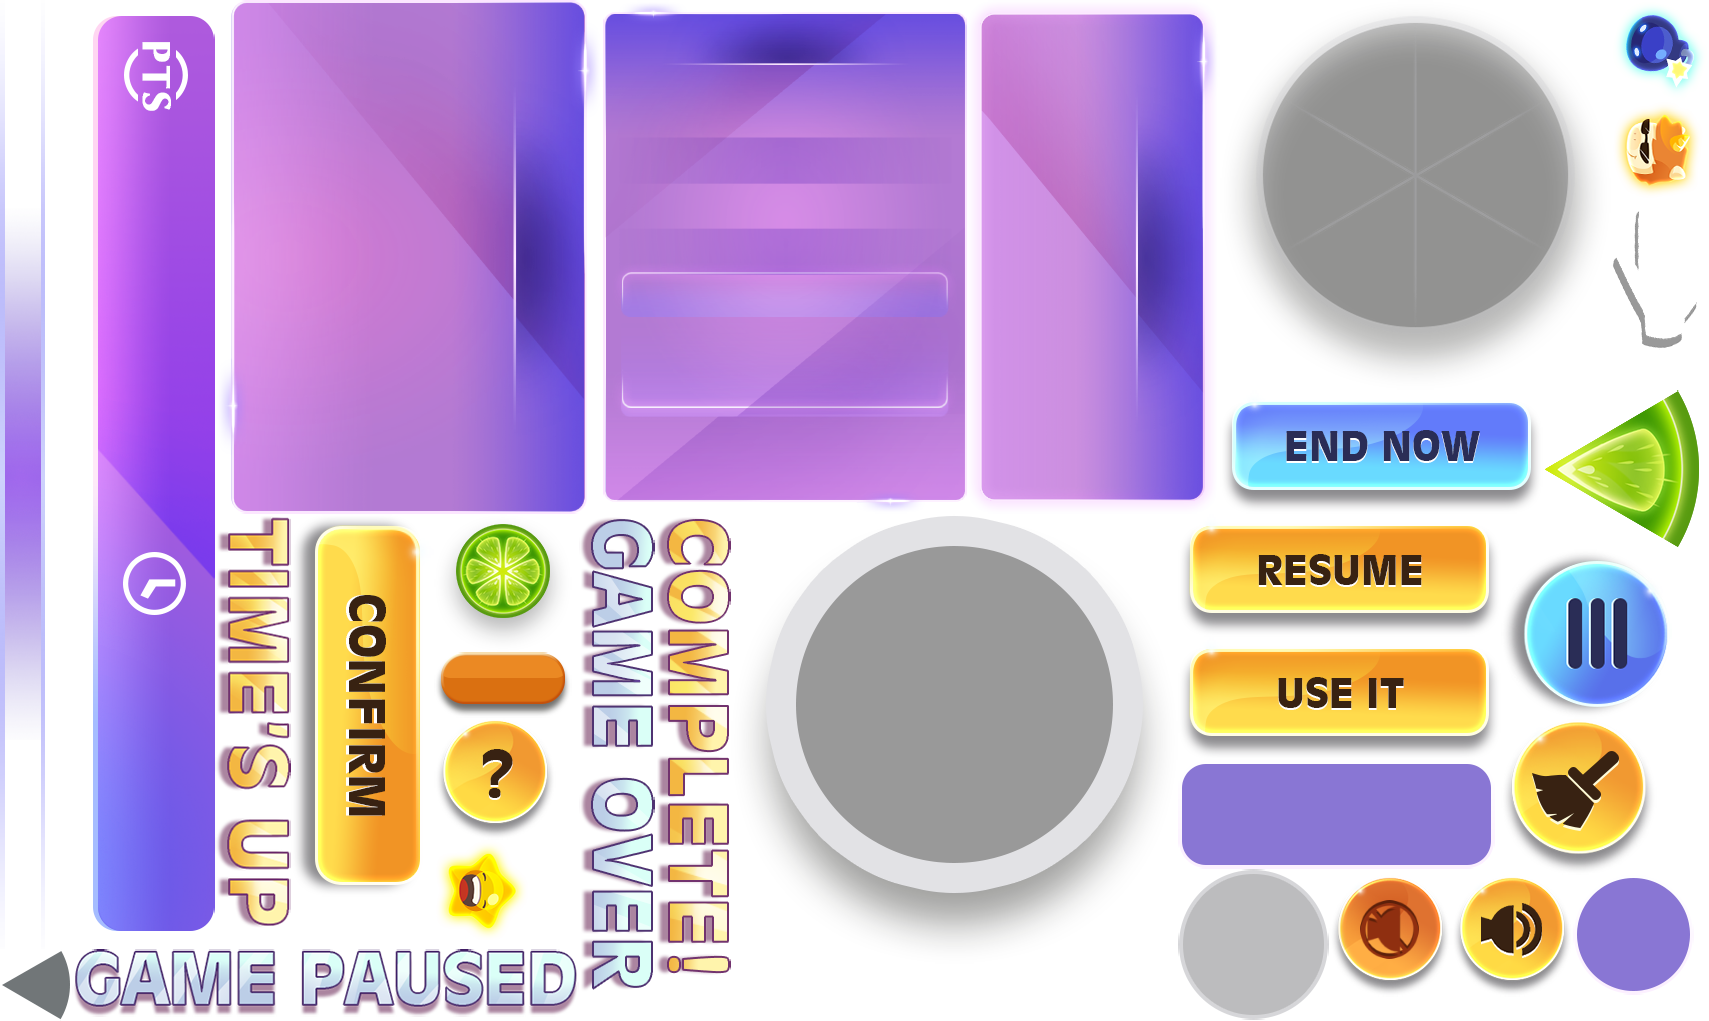 PTS
TIME'S UP
CONFIRM
?
GAME OVER
COMPLETE!
END NOW
RESUME
USE IT
GAME PAUSED